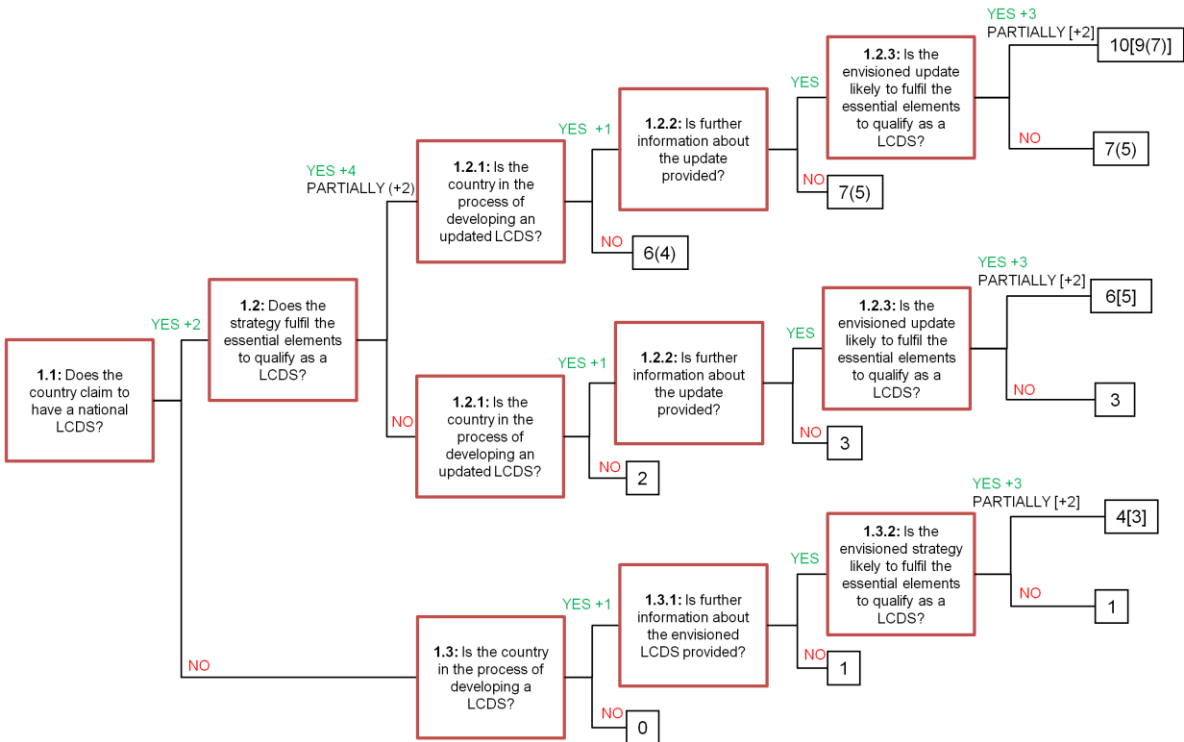 1.1: Does the
country claim to
have a national
LCDS?
YES +2
NO
1.2: Does the
strategy fulfil the
essential elements
to qualify as a
LCDS?
YES +4
PARTIALLY (+2)
NO
1.2.1: Is the
country in the
process of
developing an
updated LCDS?
YES +1
NO
6(4)
1.2.2: Is further
information about
the update
provided?
YES
NO
7(5)
1.2.3: Is the
envisioned update
likely to fulfil the
essential elements
to qualify as a
LCDS?
YES +3
PARTIALLY [+2]
10[9(7)]
NO
7(5)
1.2.1: Is the
country in the
process of
developing an
updated LCDS?
YES +1
NO
2
1.2.2: Is further
information about
the update
provided?
YES
NO
3
1.2.3: Is the
envisioned update
likely to fulfil the
essential elements
to qualify as a
LCDS?
YES +3
PARTIALLY [+2]
6[5]
NO
3
1.3: Is the country
in the process of
developing a
LCDS?
YES +1
NO
0
1.3.1: Is further
information about
the envisioned
LCDS provided?
YES
NO
1
1.3.2: Is the
envisioned strategy
likely to fulfil the
essential elements
to qualify as a
LCDS?
YES +3
PARTIALLY [+2]
4[3]
NO
1